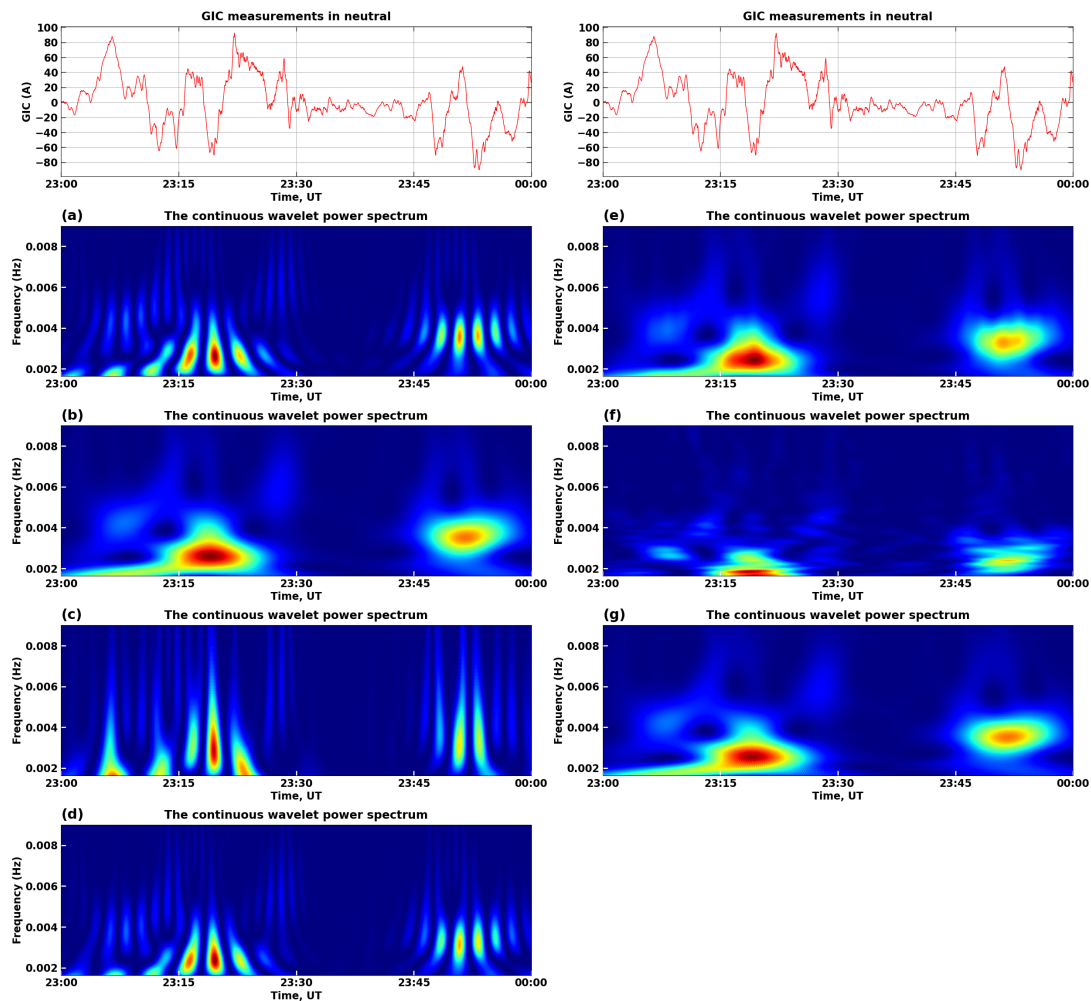 GIC measurements in neutral
GIC (A)
100
80
60
40
20
0
−20
−40
−60
−80
23:00 23:15 23:30 23:45 00:00
Time, UT
(a) The continuous wavelet power spectrum
Frequency (Hz)
0.008
0.006
0.004
0.002
23:00 23:15 23:30 23:45 00:00
Time, UT
(b) The continuous wavelet power spectrum
Frequency (Hz)
0.008
0.006
0.004
0.002
23:00 23:15 23:30 23:45 00:00
Time, UT
(c) The continuous wavelet power spectrum
Frequency (Hz)
0.008
0.006
0.004
0.002
23:00 23:15 23:30 23:45 00:00
Time, UT
(d) The continuous wavelet power spectrum
Frequency (Hz)
0.008
0.006
0.004
0.002
23:00 23:15 23:30 23:45 00:00
Time, UT
GIC measurements in neutral
GIC (A)
100
80
60
40
20
0
−20
−40
−60
−80
23:00 23:15 23:30 23:45 00:00
Time, UT
(e) The continuous wavelet power spectrum
Frequency (Hz)
0.008
0.006
0.004
0.002
23:00 23:15 23:30 23:45 00:00
Time, UT
(f) The continuous wavelet power spectrum
Frequency (Hz)
0.008
0.006
0.004
0.002
23:00 23:15 23:30 23:45 00:00
Time, UT
(g) The continuous wavelet power spectrum
Frequency (Hz)
0.008
0.006
0.004
0.002
23:00 23:15 23:30 23:45 00:00
Time, UT